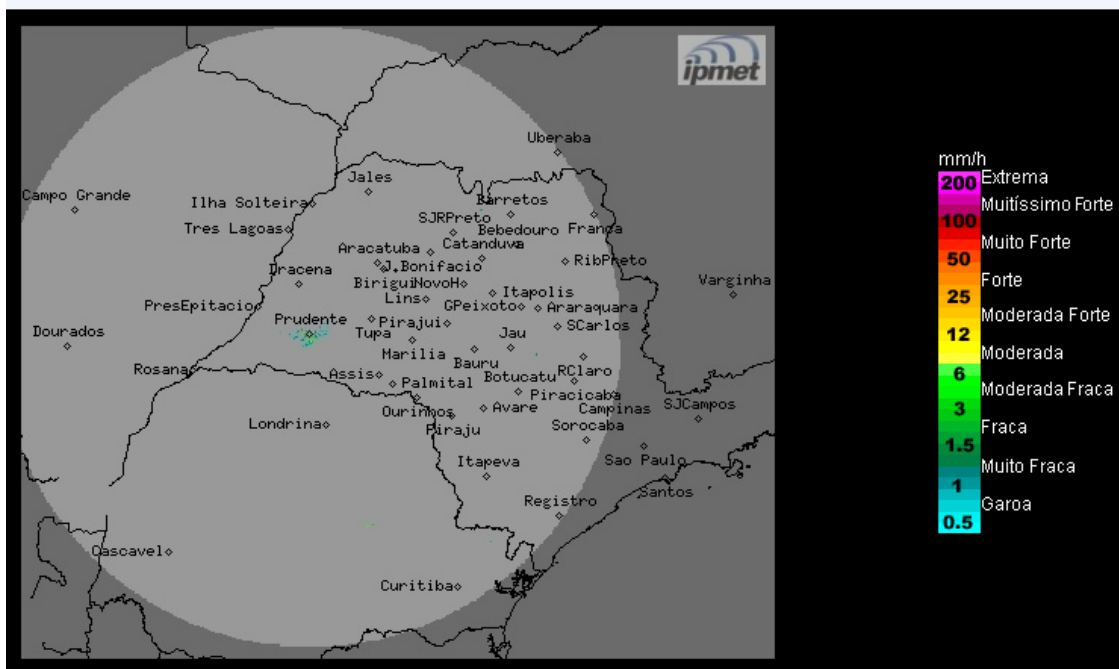 ipmet
Uberaba
Campo Grande
Jales
Ilha Solteira
Barretos
SJRPreto
Tres Lagoas
Bebedouro
Franca
Aracatuba
Catanduva
J.Bonifacio
RibPreto
Dracena
Birigui
NovoH
Varginha
Lins
Itapolis
PresEpitacio
GPeixoto
Araraquara
Prudente
Pirajui
SCarlos
Dourados
Tupa
Jau
Marilia
Bauru
Rosana
Assis
RClaro
Palmital
Botucatu
Piracicaba
Ourinhos
Avare
Campinas
SJCampos
Londrina
Piraju
Sorocaba
Itapeva
Sao Paulo
Santos
Registro
Cascavel
Curitiba
mm/h
200 Extrema
Muitíssimo Forte
100
Muito Forte
50
Forte
25
Moderada Forte
12
Moderada
6
Moderada Fraca
3
Fraca
1.5
Muito Fraca
1
Garoa
0.5